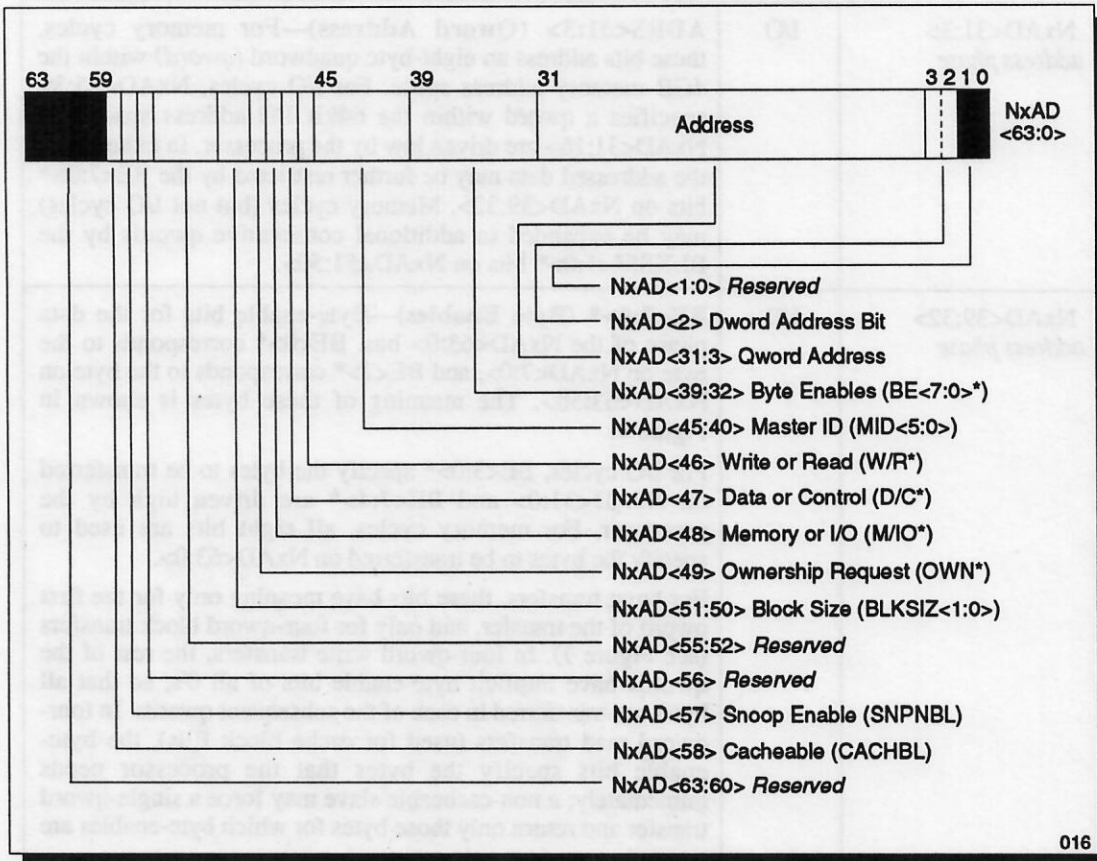 63 59 45 39 31 3 2 1 0
Address
NxAD
<63:0>
NxAD<1:0> Reserved
NxAD<2> Dword Address Bit
NxAD<31:3> Qword Address
NxAD<39:32> Byte Enables (BE<7:0>*)
NxAD<45:40> Master ID (MID<5:0>)
NxAD<46> Write or Read (W/R*)
NxAD<47> Data or Control (D/C*)
NxAD<48> Memory or I/O (M/IO*)
NxAD<49> Ownership Request (OWN*)
NxAD<51:50> Block Size (BLKSIZ<1:0>)
NxAD<55:52> Reserved
NxAD<56> Reserved
NxAD<57> Snoop Enable (SNPNBL)
NxAD<58> Cacheable (CACHBL)
NxAD<63:60> Reserved
016